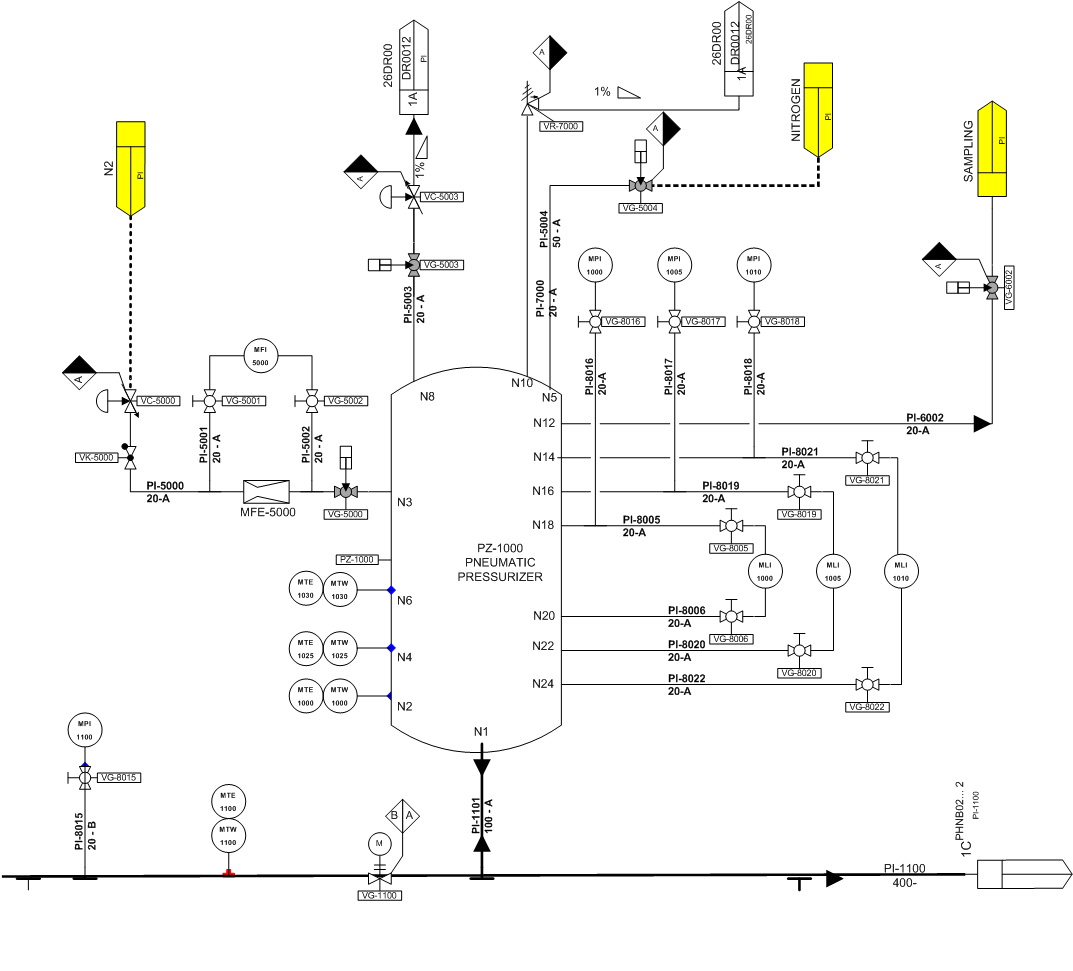 26DR00
DR0012
PI
1A
26DR00
DR0012
26DR00
1A
A
1%
VR-7000
NITROGEN
PI
A
N2
PI
1%
A
VC-5003
SAMPLING
PI
VG-5004
PI-5004
50 - A
VG-5003
PI-5003
20 - A
PI-7000
20 - A
MPI
1000
MPI
1005
MPI
1010
A
VG-6002
VG-8016
VG-8017
VG-8018
MFI
5000
A
VC-5000
VG-5001
VG-5002
PI-8016
20-A
PI-8017
20-A
PI-8018
20-A
N8
N10
N5
N12
PI-6002
20-A
PI-5001
20 - A
PI-5002
20 - A
VK-5000
N14
PI-8021
20-A
VG-8021
PI-5000
20-A
MFE-5000
VG-5000
N3
N16
PI-8019
20-A
VG-8019
N18
PI-8005
20-A
VG-8005
PZ-1000
PNEUMATIC
PRESSURIZER
PZ-1000
MLI
1000
MLI
1005
MLI
1010
MTE
1030
MTW
1030
N6
N20
PI-8006
20-A
VG-8006
MTE
1025
MTW
1025
N4
N22
PI-8020
20-A
VG-8020
MTE
1000
MTW
1000
N2
N24
PI-8022
20-A
VG-8022
N1
MPI
1100
VG-8015
PI-8015
20 - B
MTE
1100
MTW
1100
B
A
M
VG-1100
PI-1101
100 - A
1C
PHNB02... 2
PI-1100
PI-1100
400-